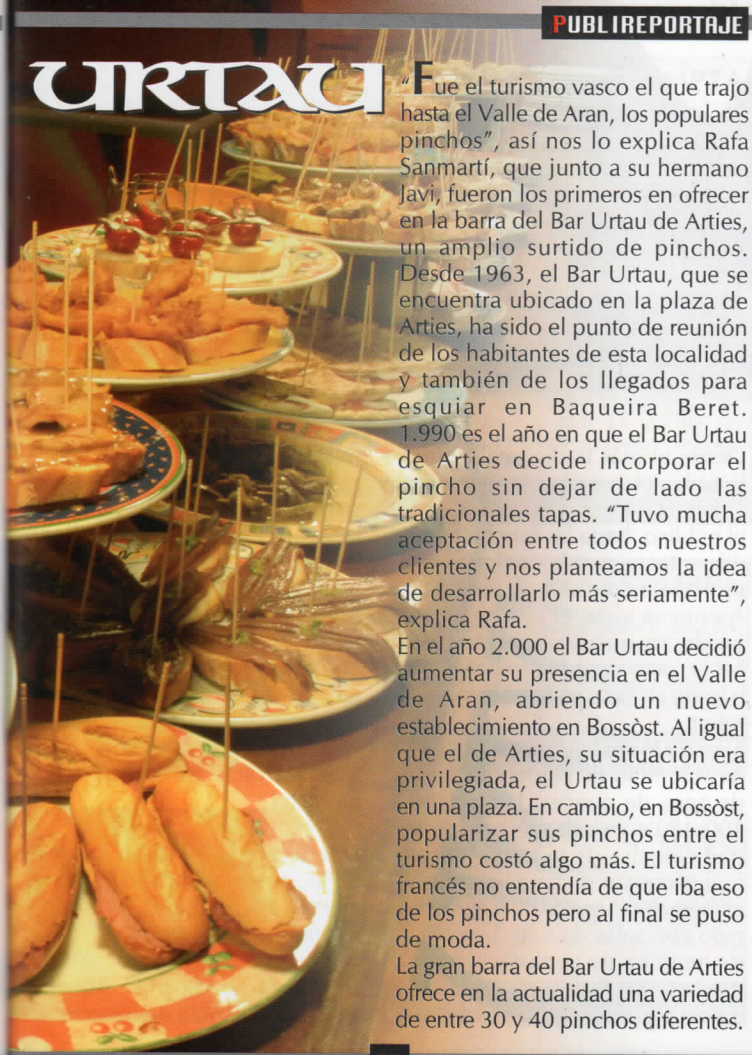 PUBLIREPORTAJE
URTAU
"Fue el turismo vasco el que trajo
hasta el Valle de Aran, los populares
pinchos", así nos lo explica Rafa
Sanmartí, que junto a su hermano
Javi, fueron los primeros en ofrecer
en la barra del Bar Urtau de Arties,
un amplio surtido de pinchos.
Desde 1963, el Bar Urtau, que se
encuentra ubicado en la plaza de
Arties, ha sido el punto de reunión
de los habitantes de esta localidad
y también de los llegados para
esquiar en Baqueira Beret.
1.990 es el año en que el Bar Urtau
de Arties decide incorporar el
pincho sin dejar de lado las
tradicionales tapas. "Tuvo mucha
aceptación entre todos nuestros
clientes y nos planteamos la idea
de desarrollarlo más seriamente",
explica Rafa.
En el año 2.000 el Bar Urtau decidió
aumentar su presencia en el Valle
de Aran, abriendo un nuevo
establecimiento en Bossòst. Al igual
que el de Arties, su situación era
privilegiada, el Urtau se ubicaría
en una plaza. En cambio, en Bossòst,
popularizar sus pinchos entre el
turismo costó algo más. El turismo
francés no entendía de que iba eso
de los pinchos pero al final se puso
de moda.
La gran barra del Bar Urtau de Arties
ofrece en la actualidad una variedad
de entre 30 y 40 pinchos diferentes.